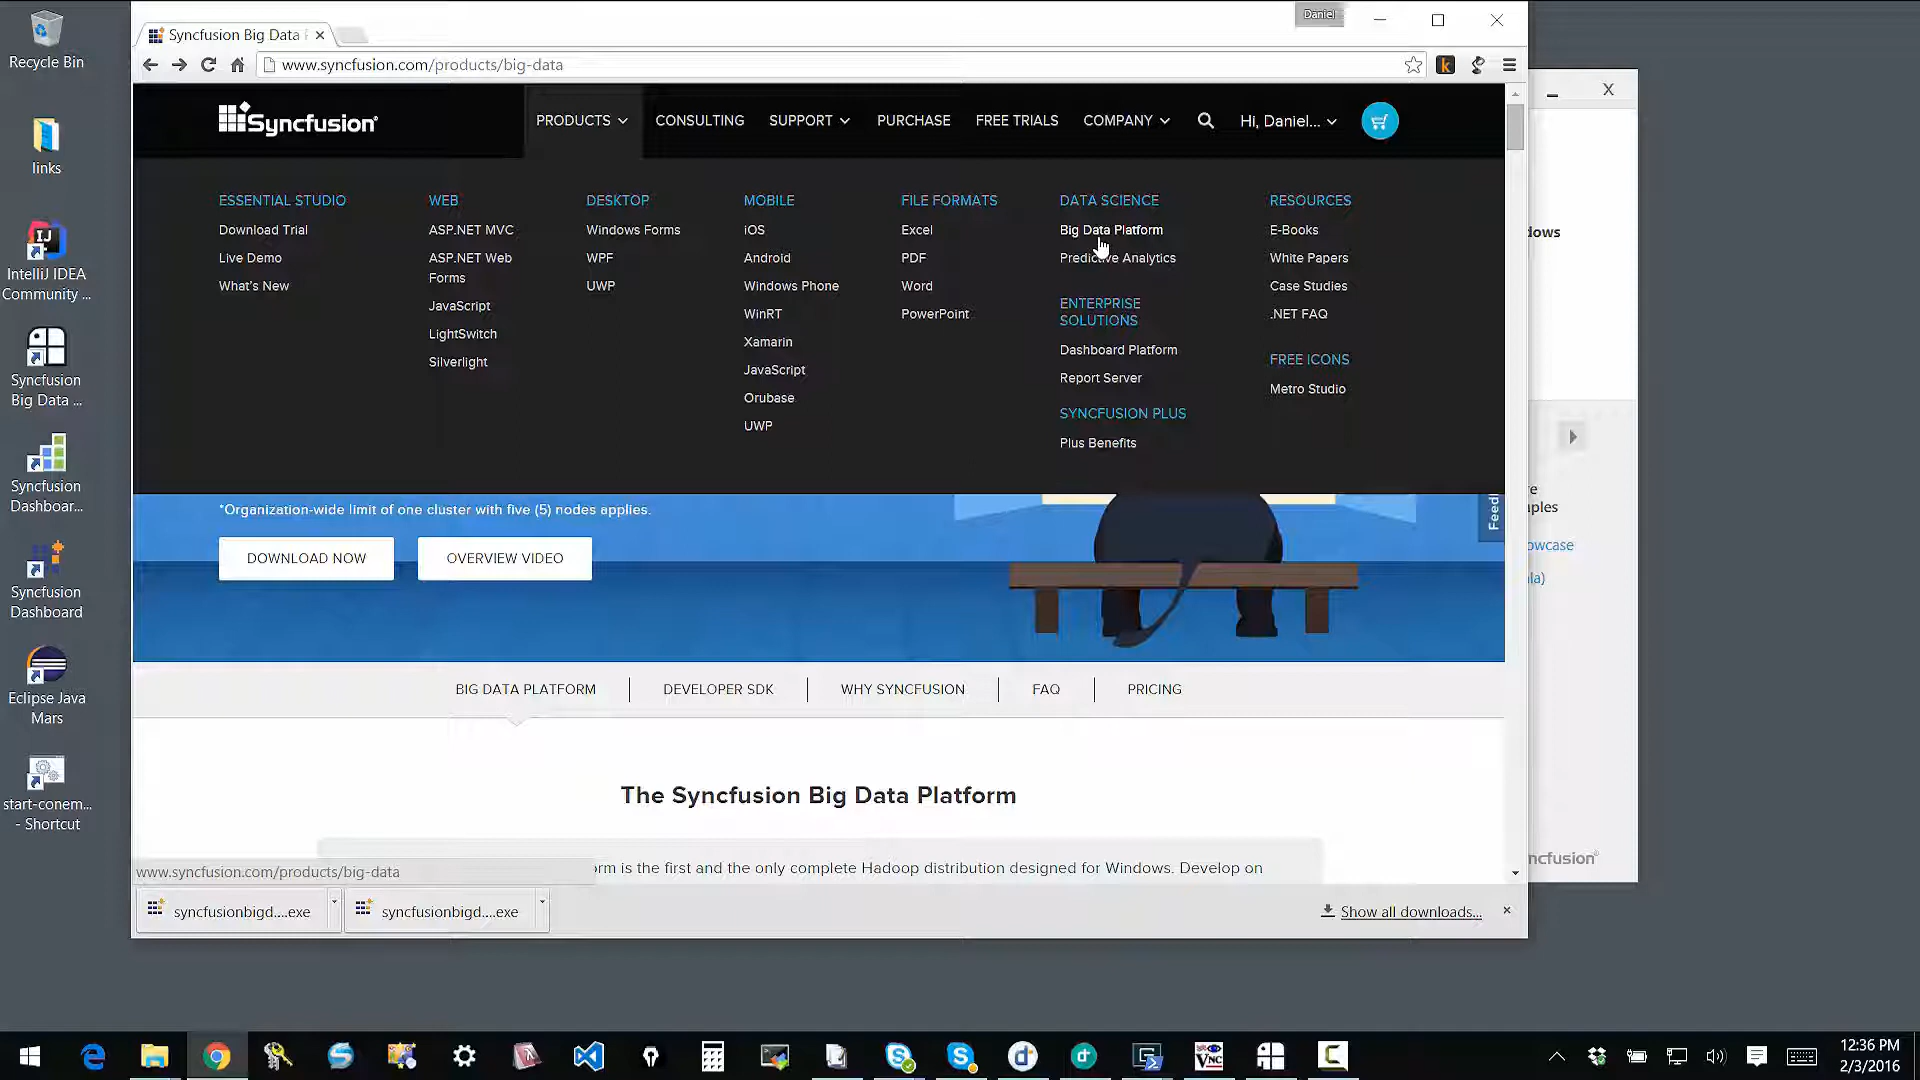 Recycle Bin
links
IntelliJ IDEA
Community ...
Syncfusion
Big Data ...
Syncfusion
Dashboar...
Syncfusion
Dashboard
Eclipse Java
Mars
start-conem...
- Shortcut
Syncfusion Big Data
Daniel
www.syncfusion.com/products/big-data
Syncfusion
PRODUCTS
CONSULTING
SUPPORT
PURCHASE
FREE TRIALS
COMPANY
Hi, Daniel...
ESSENTIAL STUDIO
Download Trial
Live Demo
What's New
WEB
ASP.NET MVC
ASP.NET Web
Forms
JavaScript
LightSwitch
Silverlight
DESKTOP
Windows Forms
WPF
UWP
MOBILE
iOS
Android
Windows Phone
WinRT
Xamarin
JavaScript
Orubase
UWP
FILE FORMATS
Excel
PDF
Word
PowerPoint
DATA SCIENCE
Big Data Platform
Predictive Analytics
ENTERPRISE
SOLUTIONS
Dashboard Platform
Report Server
SYNCFUSION PLUS
Plus Benefits
RESOURCES
E-Books
White Papers
Case Studies
.NET FAQ
FREE ICONS
Metro Studio
*Organization-wide limit of one cluster with five (5) nodes applies.
DOWNLOAD NOW
OVERVIEW VIDEO
Feedb
BIG DATA PLATFORM
DEVELOPER SDK
WHY SYNCFUSION
FAQ
PRICING
The Syncfusion Big Data Platform
orm is the first and the only complete Hadoop distribution designed for Windows. Develop on
www.syncfusion.com/products/big-data
syncfusionbigd....exe
syncfusionbigd....exe
Show all downloads...
X
dows
re
ples
owcase
ala)
ncfusion
12:36 PM
2/3/2016